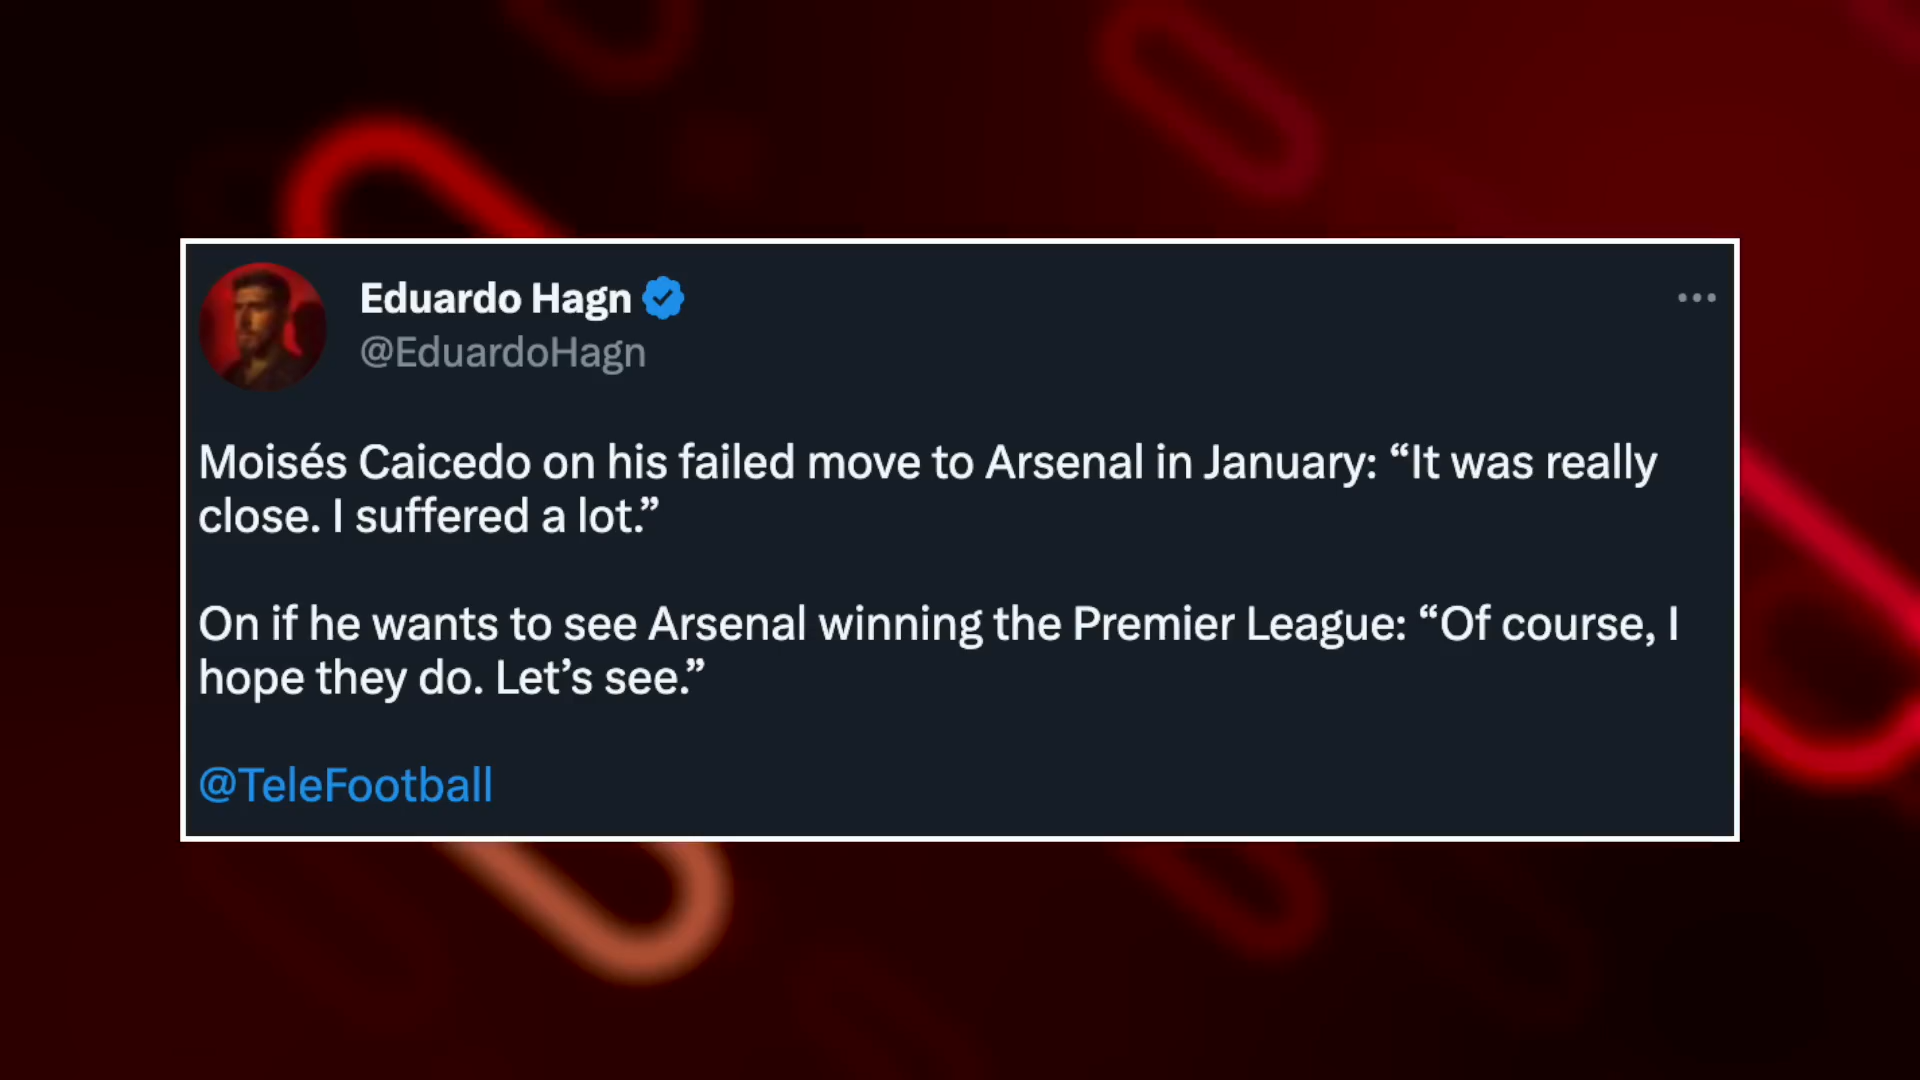 Eduardo Hagn
@EduardoHagn
Moisés Caicedo on his failed move to Arsenal in January: “It was really
close. I suffered a lot.”
On if he wants to see Arsenal winning the Premier League: “Of course, I
hope they do. Let’s see.”
@TeleFootball